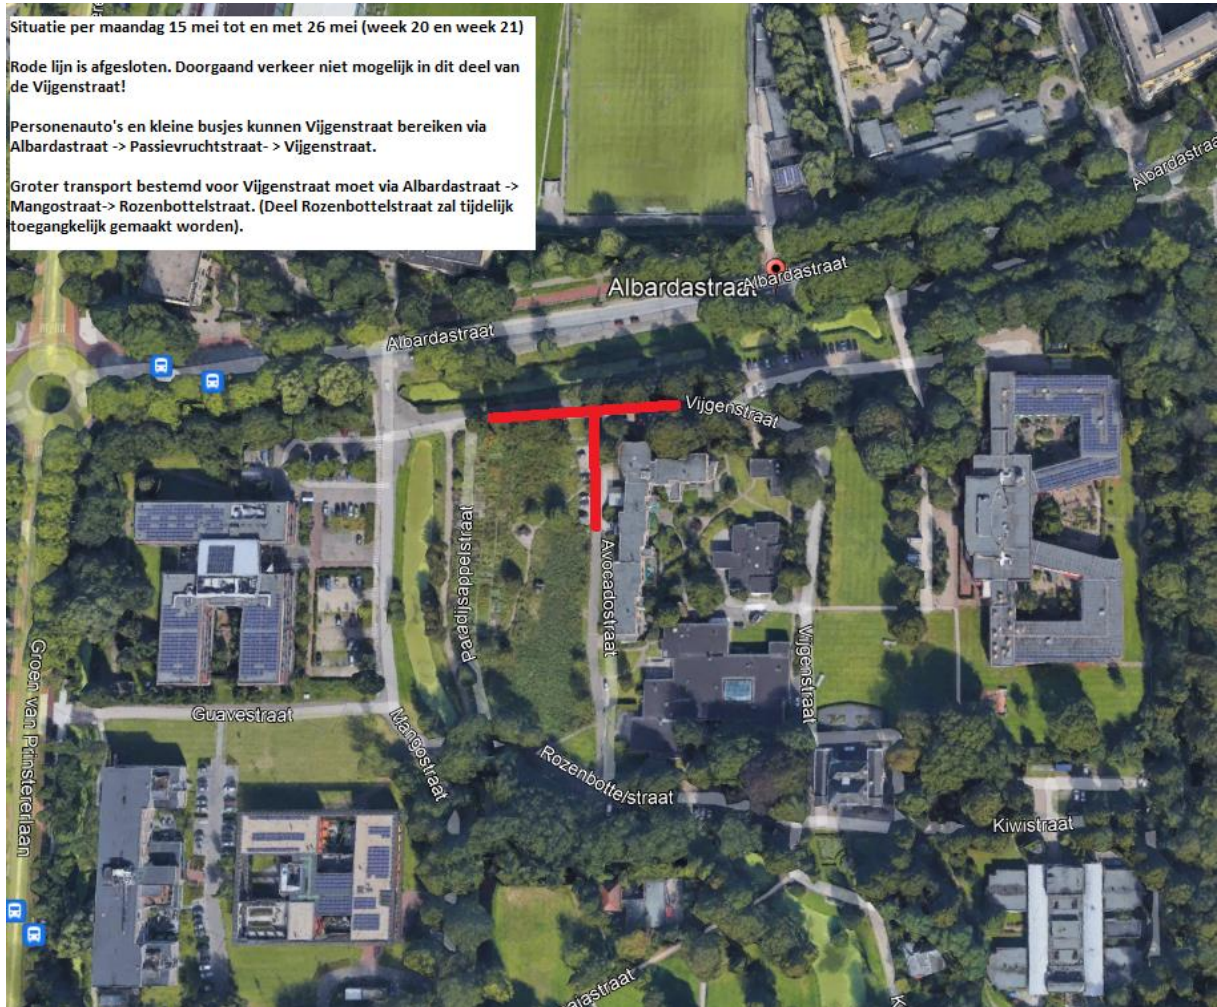 Situatie per maandag 15 mei tot en met 26 mei (week 20 en week 21)
Rode lijn is afgesloten. Doorgaand verkeer niet mogelijk in dit deel van
de Vijgenstraat!
Personenauto's en kleine busjes kunnen Vijgenstraat bereiken via
Albardastraat -> Passievruchtstraat- > Vijgenstraat.
Groter transport bestemd voor Vijgenstraat moet via Albardastraat ->
Mangostraat-> Rozenbottelstraat. (Deel Rozenbottelstraat zal tijdelijk
toegangkelijk gemaakt worden).
Albardastraat
Albardastraat
Albardastraat
Albardastraat
Vijgenstraat
Paradijsappelstraat
Avocadostraat
Vijgenstraat
Groen van Prinstererlaan
Guavestraat
Mangostraat
Rozenbottelstraat
Kiwistraat